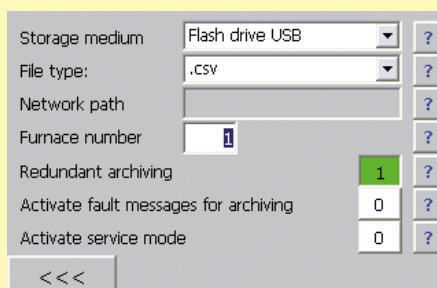 Storage medium Flash drive USB ?
File type: .csv ?
Network path ?
Furnace number 1 ?
Redundant archiving 1 ?
Activate fault messages for archiving 0 ?
Activate service mode 0 ?
<<<